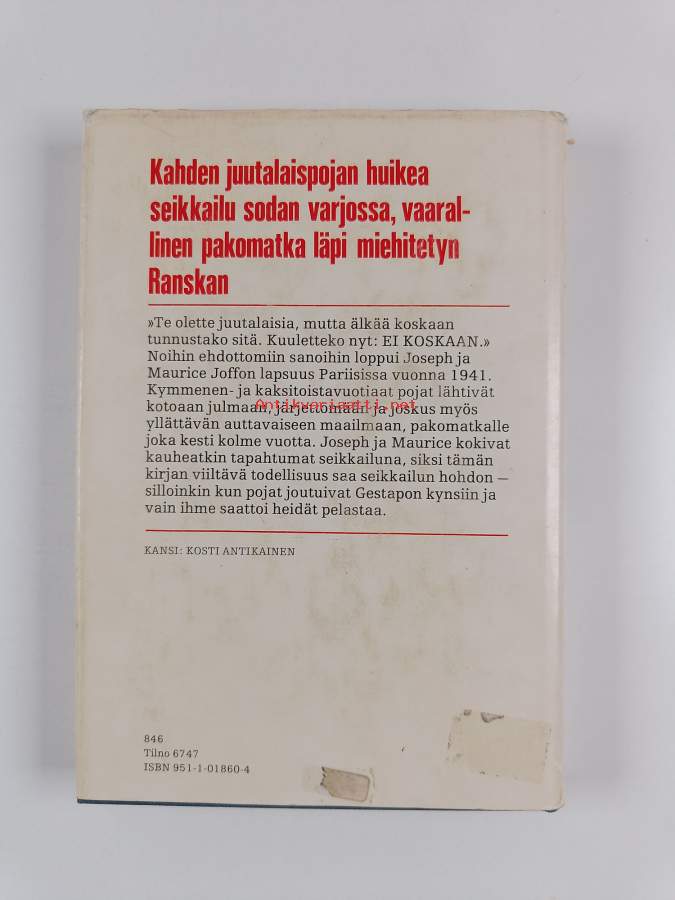 Kahden juutalaispojan huikea
seikkailu sodan varjossa, vaaral-
linen pakomatka läpi miehitetyn
Ranskan
»Te olette juutalaisia, mutta älkää koskaan
tunnustako sitä. Kuuletteko nyt: EI KOSKAAN.»
Noihin ehdottomiin sanoihin loppui Joseph ja
Maurice Joffon lapsuus Pariisissa vuonna 1941.
Kymmenen- ja kaksitoistavuotiaat pojat lähtivät
kotoaan julmaan, järjettömään ja joskus myös
Antikvariaatti.net
yllättävän auttavaiseen maailmaan, pakomatkalle
joka kesti kolme vuotta. Joseph ja Maurice kokivat
kauheatkin tapahtumat seikkailuna, siksi tämän
kirjan viiltävä todellisuus saa seikkailun hohdon —
silloinkin kun pojat joutuivat Gestapon kynsiin ja
vain ihme saattoi heidät pelastaa.
KANSI: KOSTI ANTIKAINEN
846
Tilno 6747
ISBN 951-1-01860-4